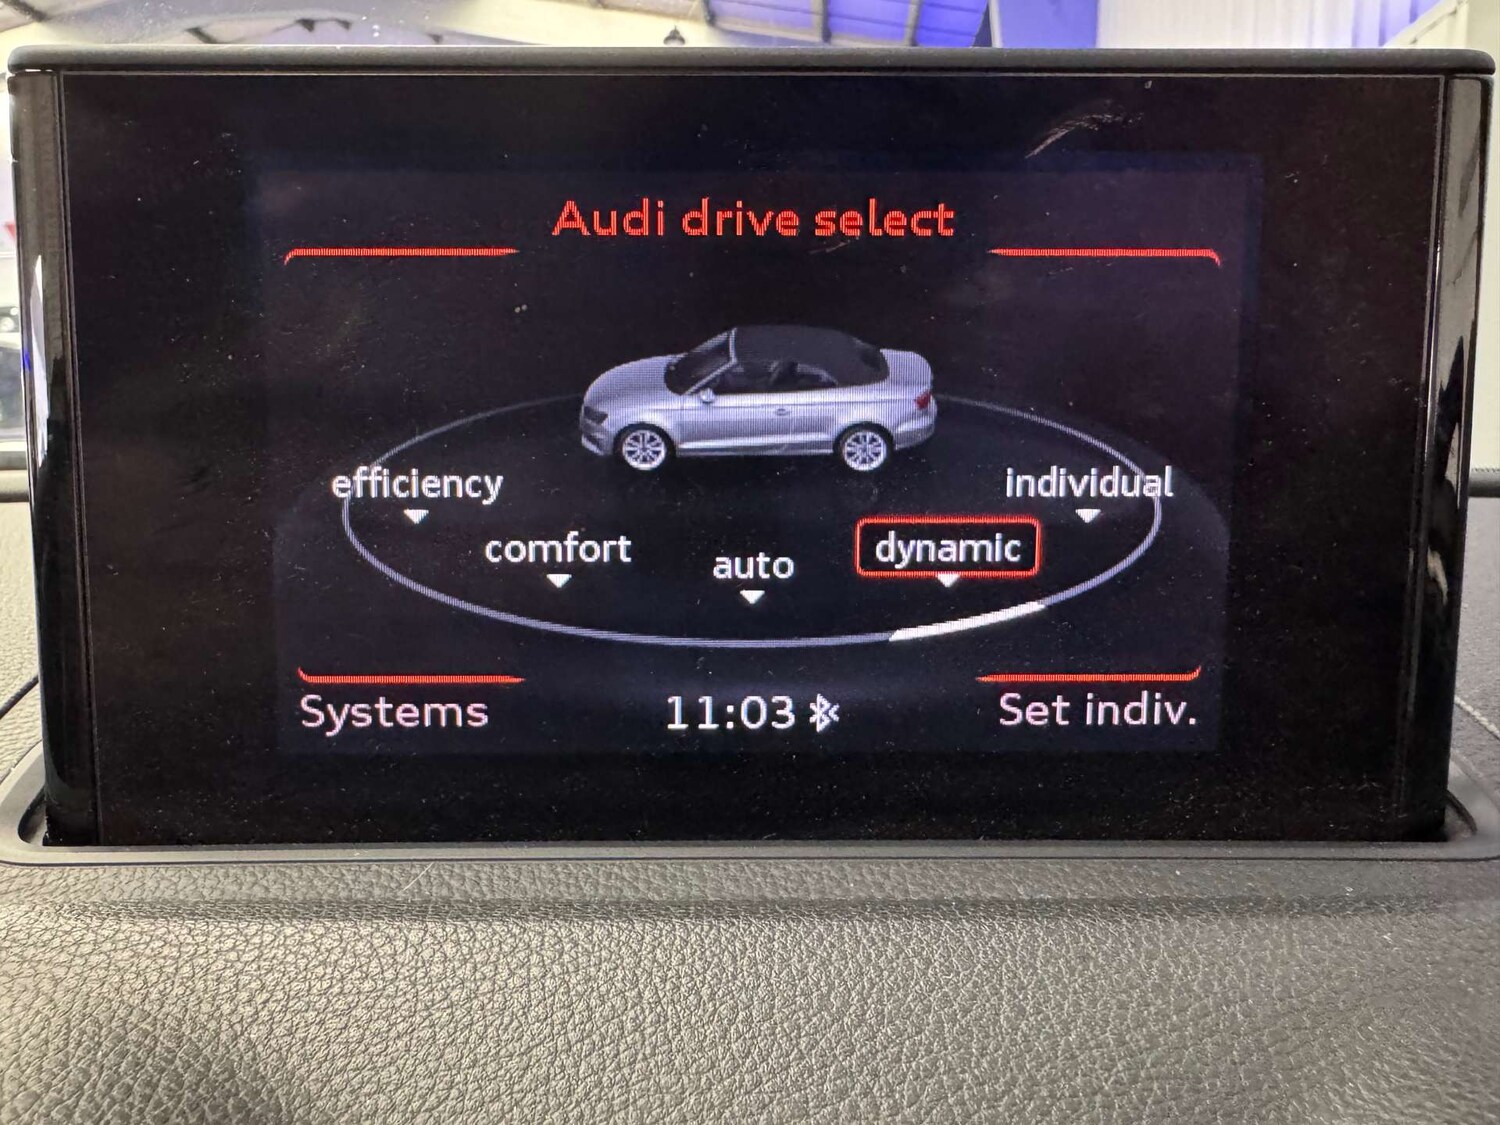 Audi drive select
efficiency
individual
comfort
auto
dynamic
Systems
11:03
Set indiv.